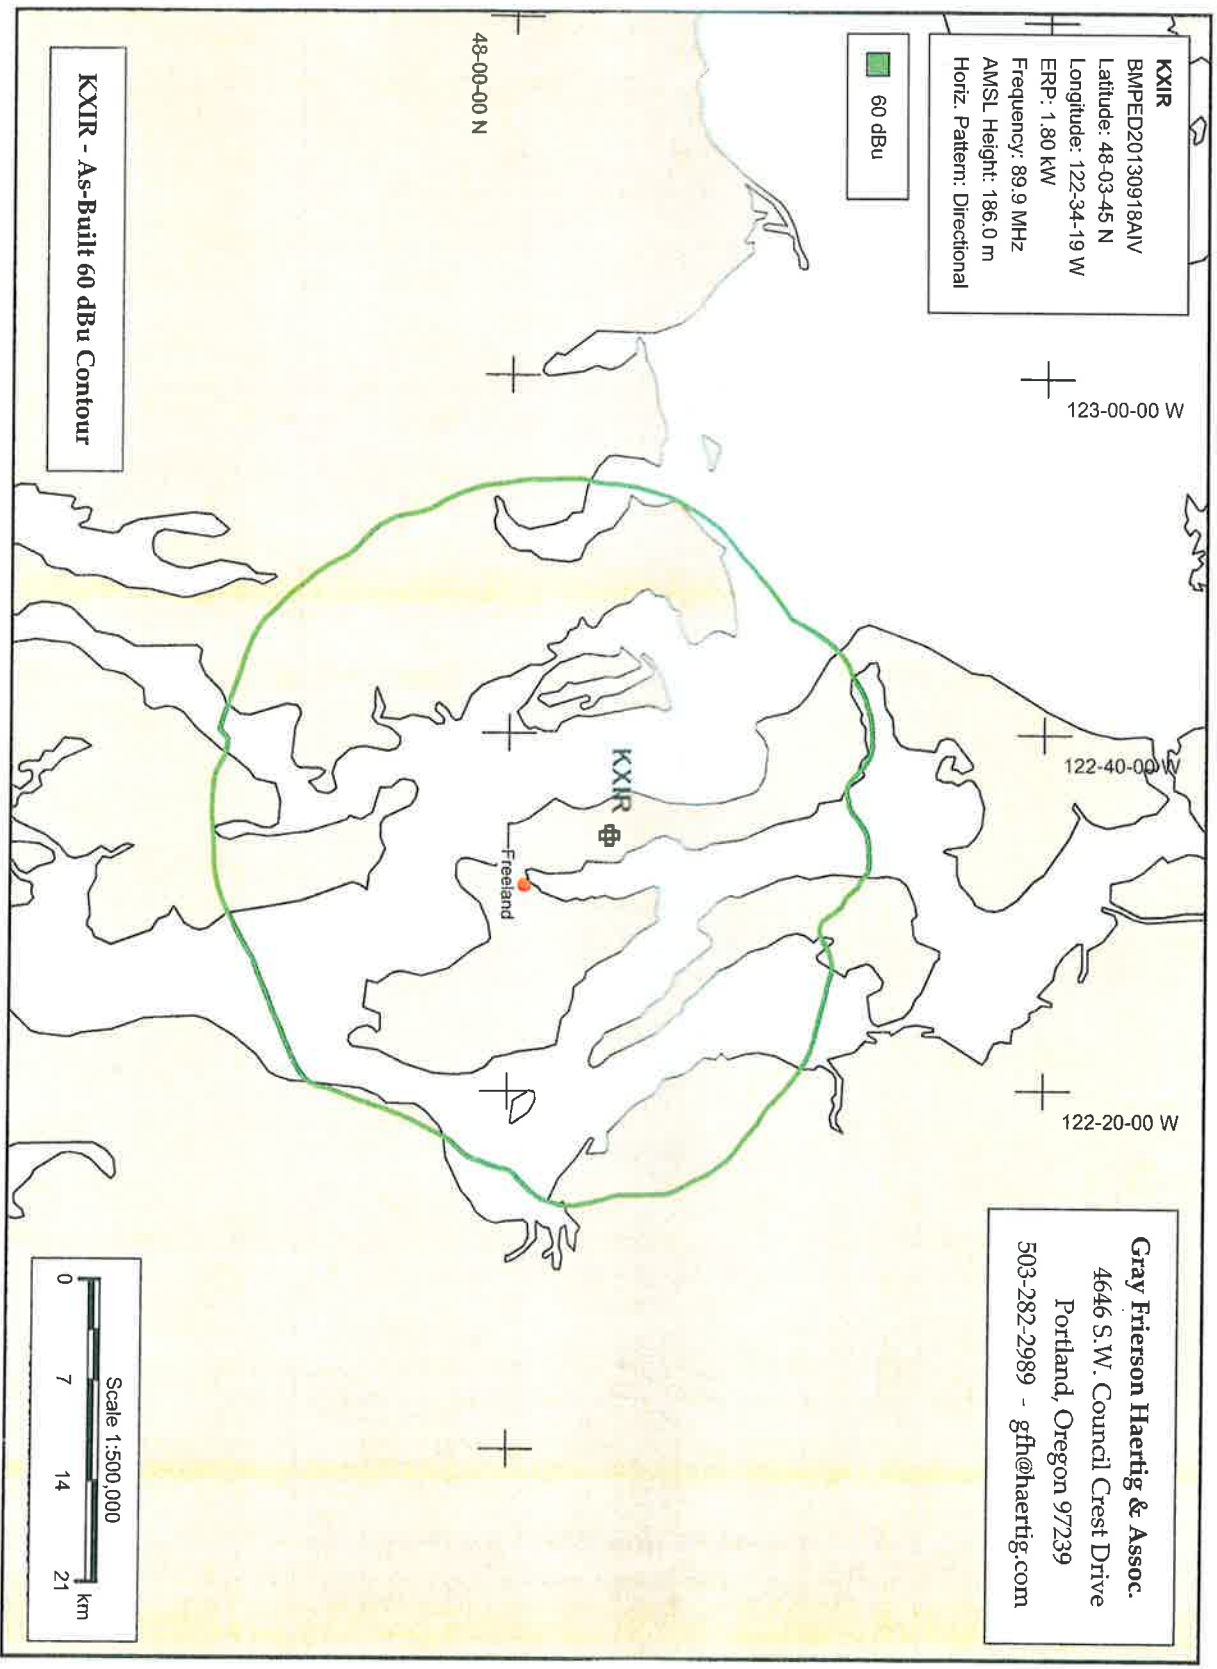 KXIR
BMPED20130918AIV
Latitude: 48-03-45 N
Longitude: 122-34-19 W
ERP: 1.80 kW
Frequency: 89.9 MHz
AMSL Height: 186.0 m
Horiz. Pattern: Directional
60 dBu
123-00-00 W
122-40-00 W
122-20-00 W
Gray Frierson Haertig & Assoc.
4646 S.W. Council Crest Drive
Portland, Oregon 97239
503-282-2989 - gfh@haertig.com
KXIR
Freeland
48-00-00 N
KXIR - As-Built 60 dBu Contour
Scale 1:500,000
0 7 14 21 km